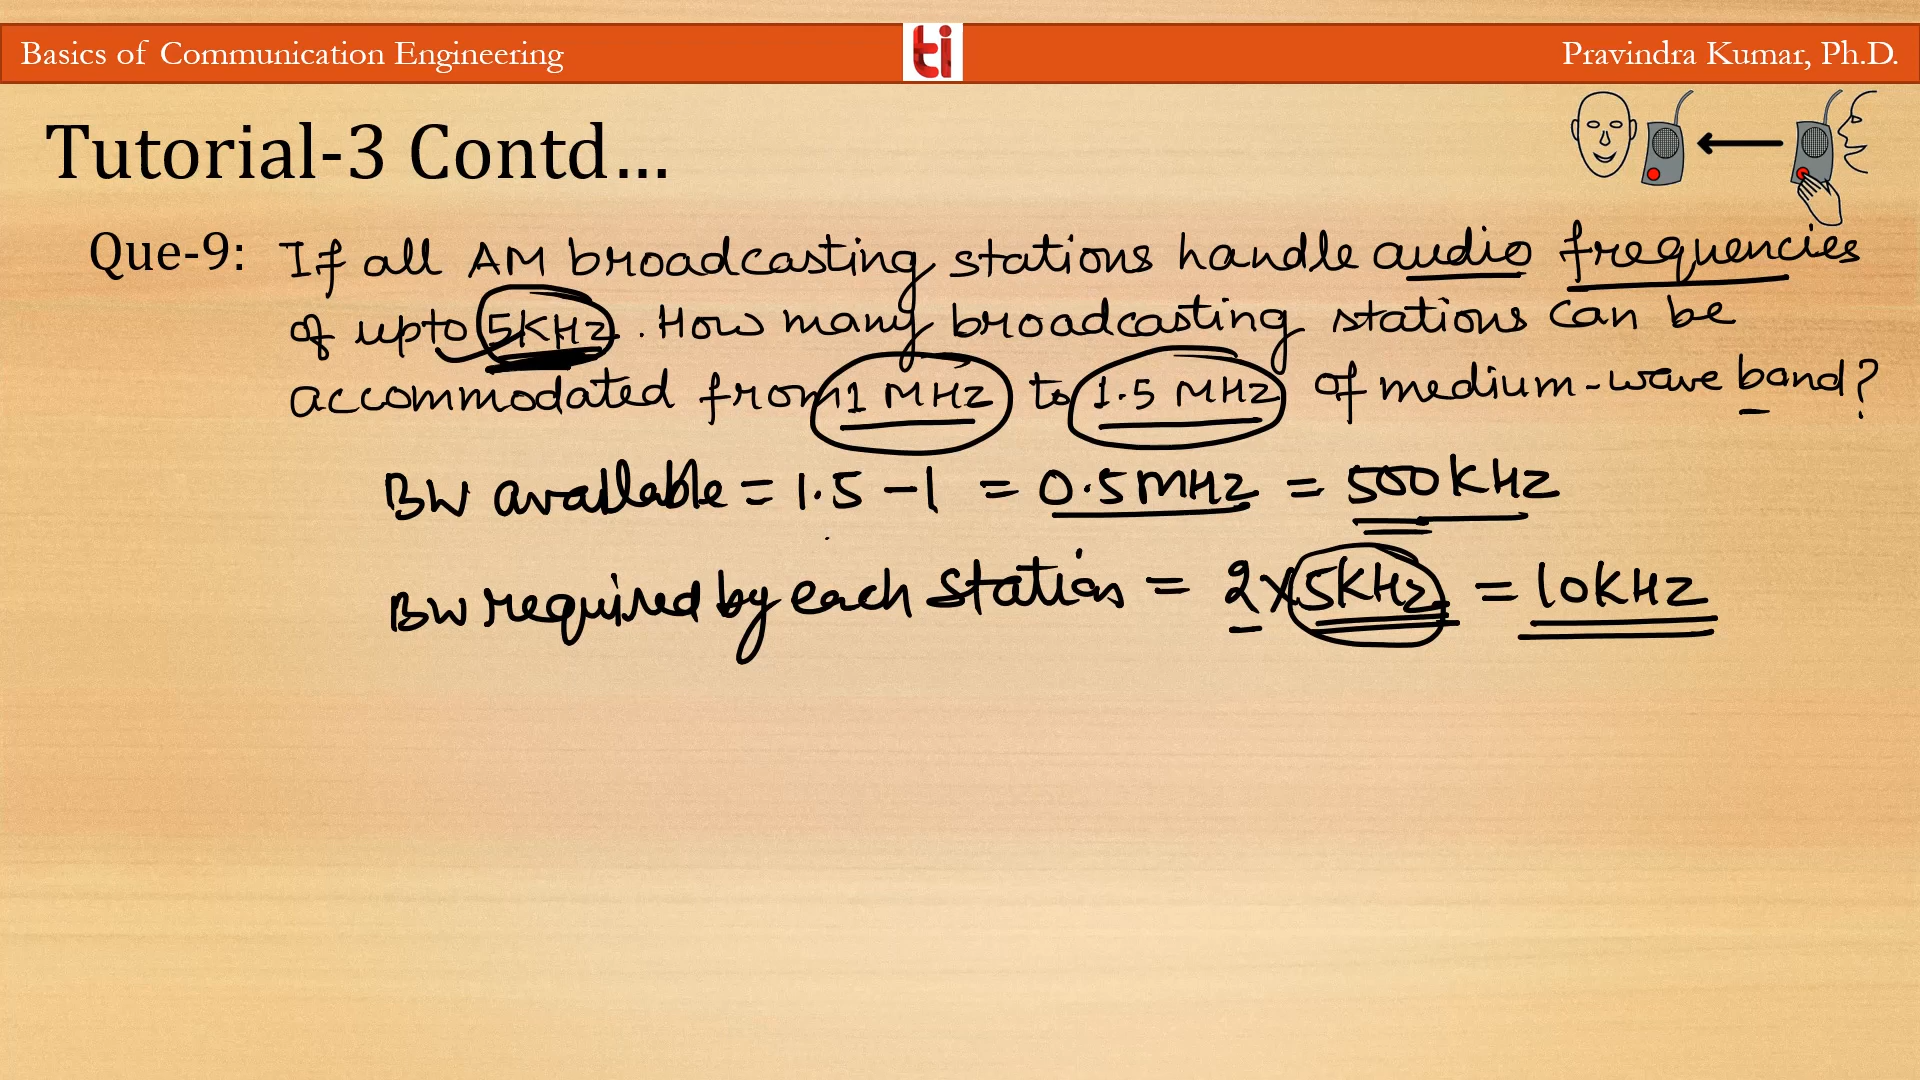 Basics of Communication Engineering
ti
Pravindra Kumar, Ph.D.
Tutorial-3 Contd…
Que-9: If all AM broadcasting stations handle audio frequencies
of upto 5KHz. How many broadcasting stations can be
accommodated from 1 MHz to 1.5 MHz of medium-wave band?
BW available = 1.5 - 1 = 0.5MHz = 500KHz
BW required by each station = 2x5KHz = 10KHz